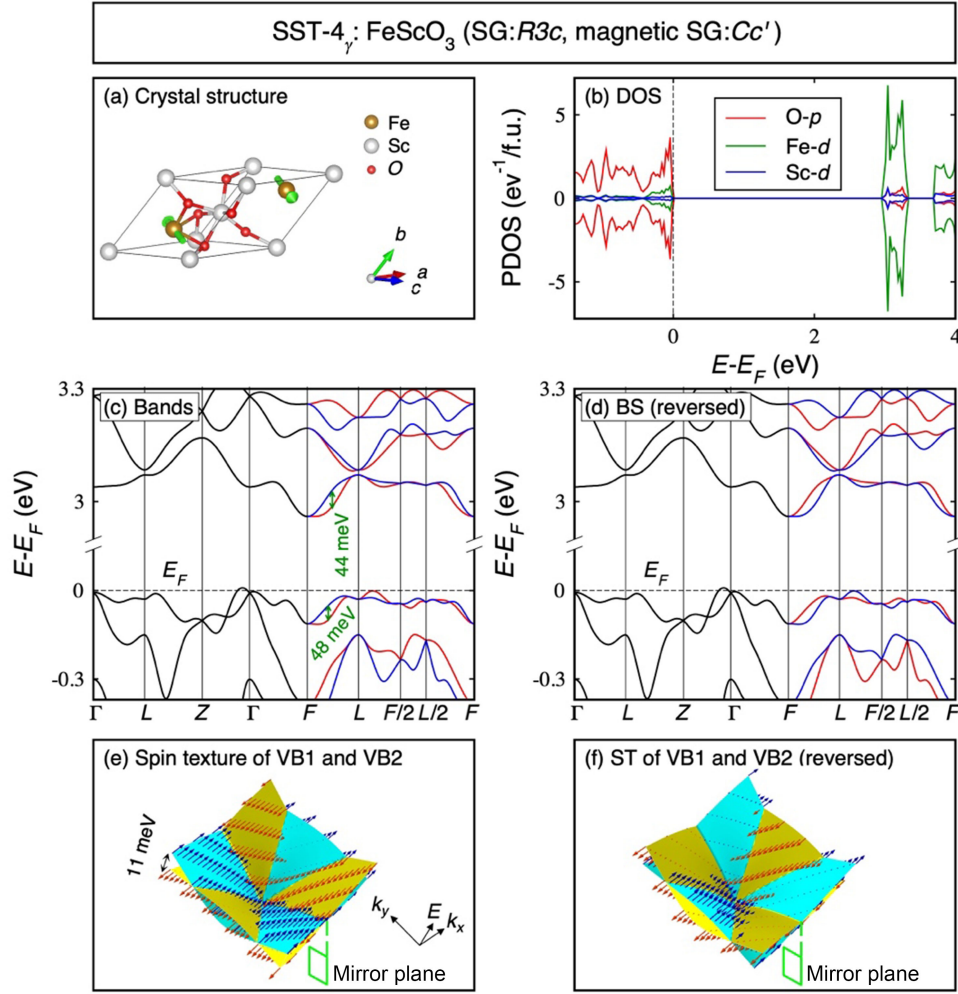 SST-4γ: FeScO3 (SG:R3c, magnetic SG:Cc')
(a) Crystal structure
Fe
Sc
O
b
a
c
(b) DOS
O-p
Fe-d
Sc-d
PDOS (ev-1/f.u.)
5
0
-5
0
2
4
E-EF (eV)
(c) Bands
3.3
3
0
-0.3
E-EF (eV)
EF
44 meV
48 meV
Γ L Z Γ F L F/2 L/2 F
(d) BS (reversed)
3.3
3
0
-0.3
E-EF (eV)
EF
Γ L Z Γ F L F/2 L/2 F
(e) Spin texture of VB1 and VB2
11 meV
ky
E
kx
Mirror plane
(f) ST of VB1 and VB2 (reversed)
Mirror plane